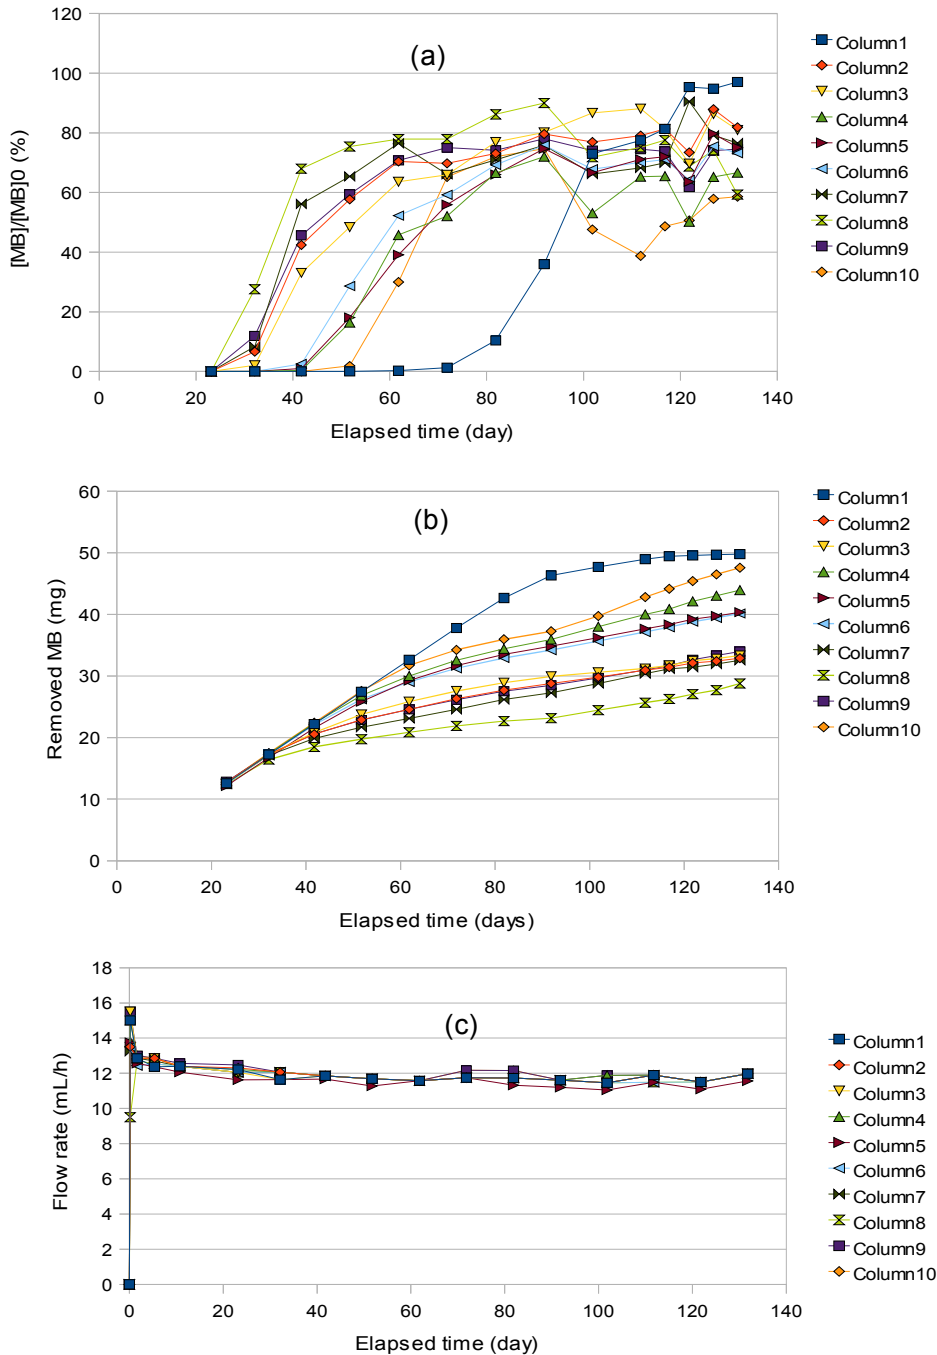 (a)
[MB]/[MB]0 (%)
120
100
80
60
40
20
0
0 20 40 60 80 100 120 140
Elapsed time (day)
Column1
Column2
Column3
Column4
Column5
Column6
Column7
Column8
Column9
Column10
(b)
Removed MB (mg)
60
50
40
30
20
10
0
0 20 40 60 80 100 120 140
Elapsed time (days)
Column1
Column2
Column3
Column4
Column5
Column6
Column7
Column8
Column9
Column10
(c)
Flow rate (mL/h)
18
16
14
12
10
8
6
4
2
0
0 20 40 60 80 100 120 140
Elapsed time (day)
Column1
Column2
Column3
Column4
Column5
Column6
Column7
Column8
Column9
Column10